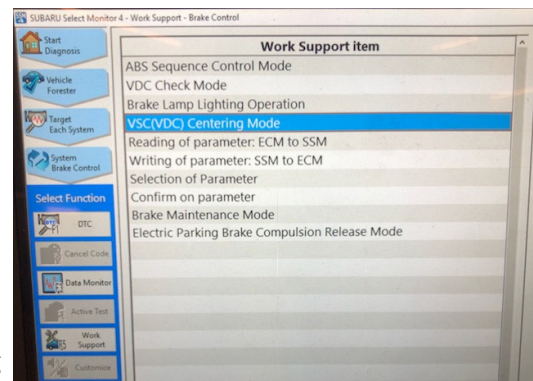 SUBARU Select Monitor 4 - Work Support - Brake Control
Start
Diagnosis
Vehicle
Forester
Target
Each System
System
Brake Control
Select Function
DTC
Cancel Code
Data Monitor
Active Test
Work
Support
Customize
Work Support item
ABS Sequence Control Mode
VDC Check Mode
Brake Lamp Lighting Operation
VSC(VDC) Centering Mode
Reading of parameter: ECM to SSM
Writing of parameter: SSM to ECM
Selection of Parameter
Confirm on parameter
Brake Maintenance Mode
Electric Parking Brake Compulsion Release Mode